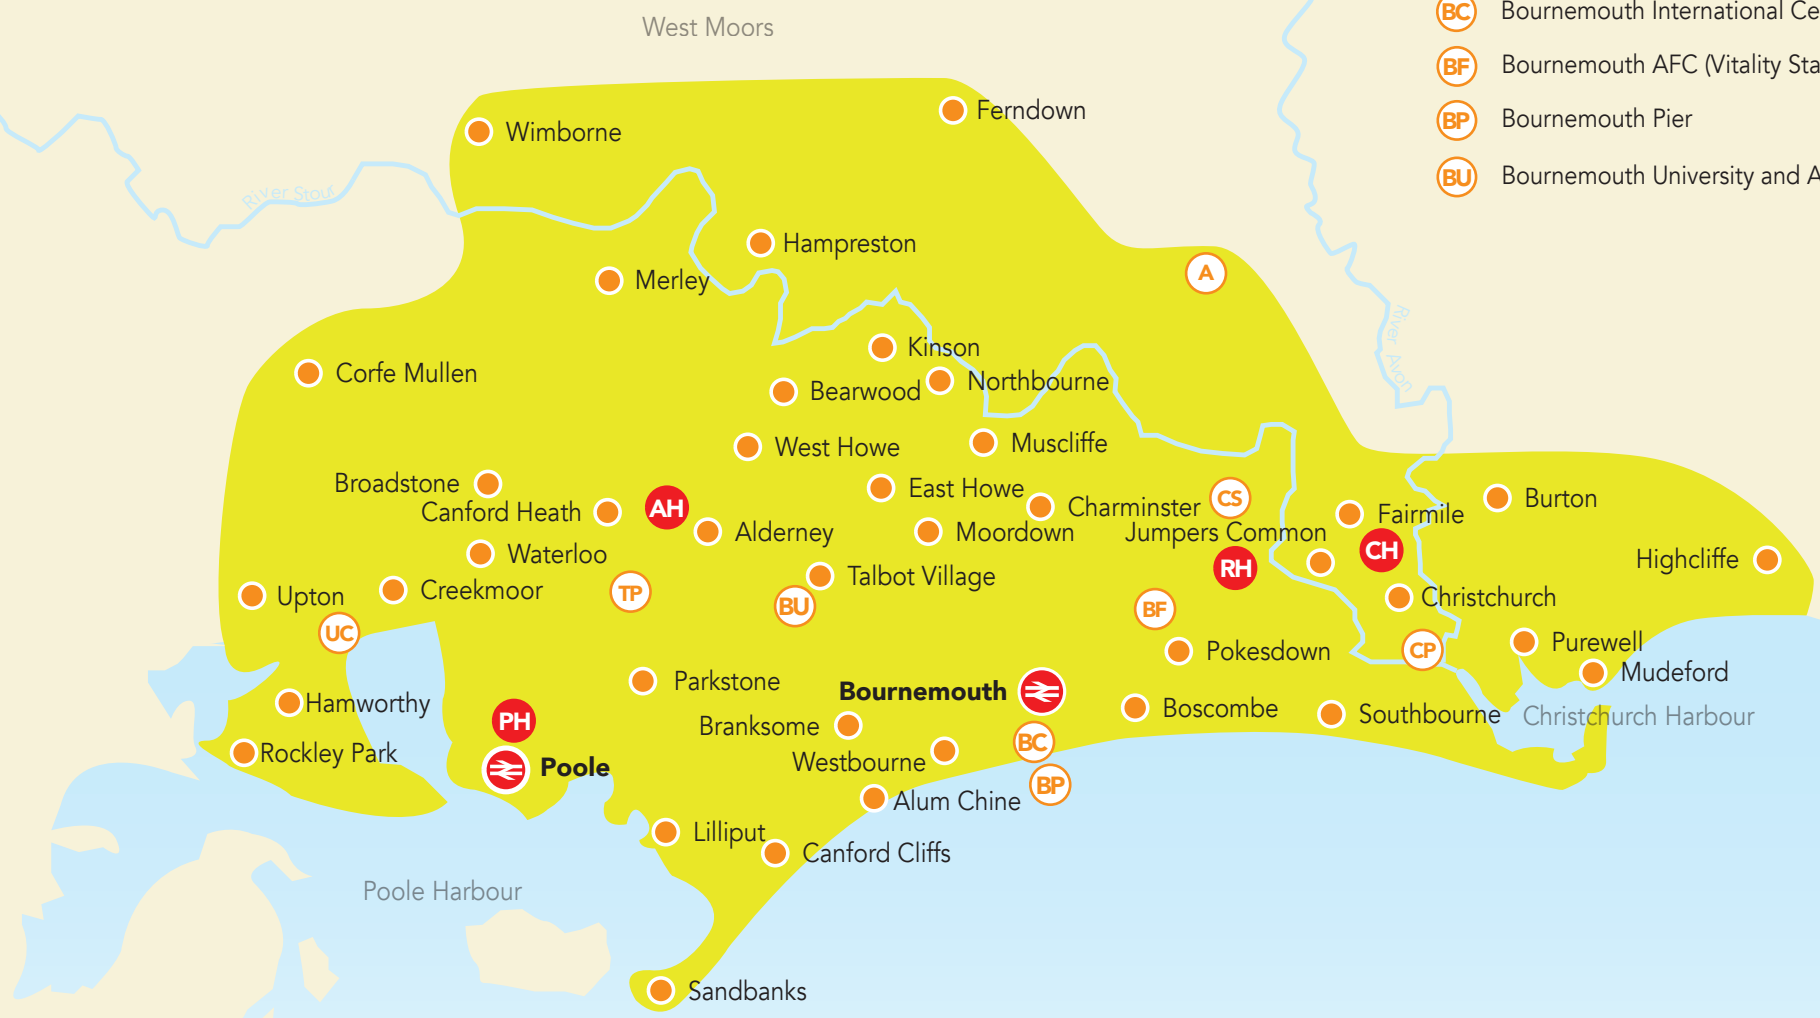 West Moors
BC Bournemouth International Ce
BF Bournemouth AFC (Vitality Sta
BP Bournemouth Pier
BU Bournemouth University and A
Ferndown
Wimborne
River Stour
Hampreston
A
Merley
River Avon
Kinson
Corfe Mullen
Northbourne
Bearwood
Muscliffe
West Howe
Broadstone
East Howe
CS
Burton
Charminster
AH
Canford Heath
Fairmile
Alderney
Moordown
Jumpers Common
CH
Waterloo
Highcliffe
RH
Talbot Village
Creekmoor
TP
Upton
Christchurch
BU
BF
UC
Purewell
CP
Pokesdown
Mudeford
Parkstone
Bournemouth
Hamworthy
Boscombe
Southbourne
Christchurch Harbour
PH
Branksome
BC
Rockley Park
Westbourne
Poole
BP
Alum Chine
Lilliput
Canford Cliffs
Poole Harbour
Sandbanks